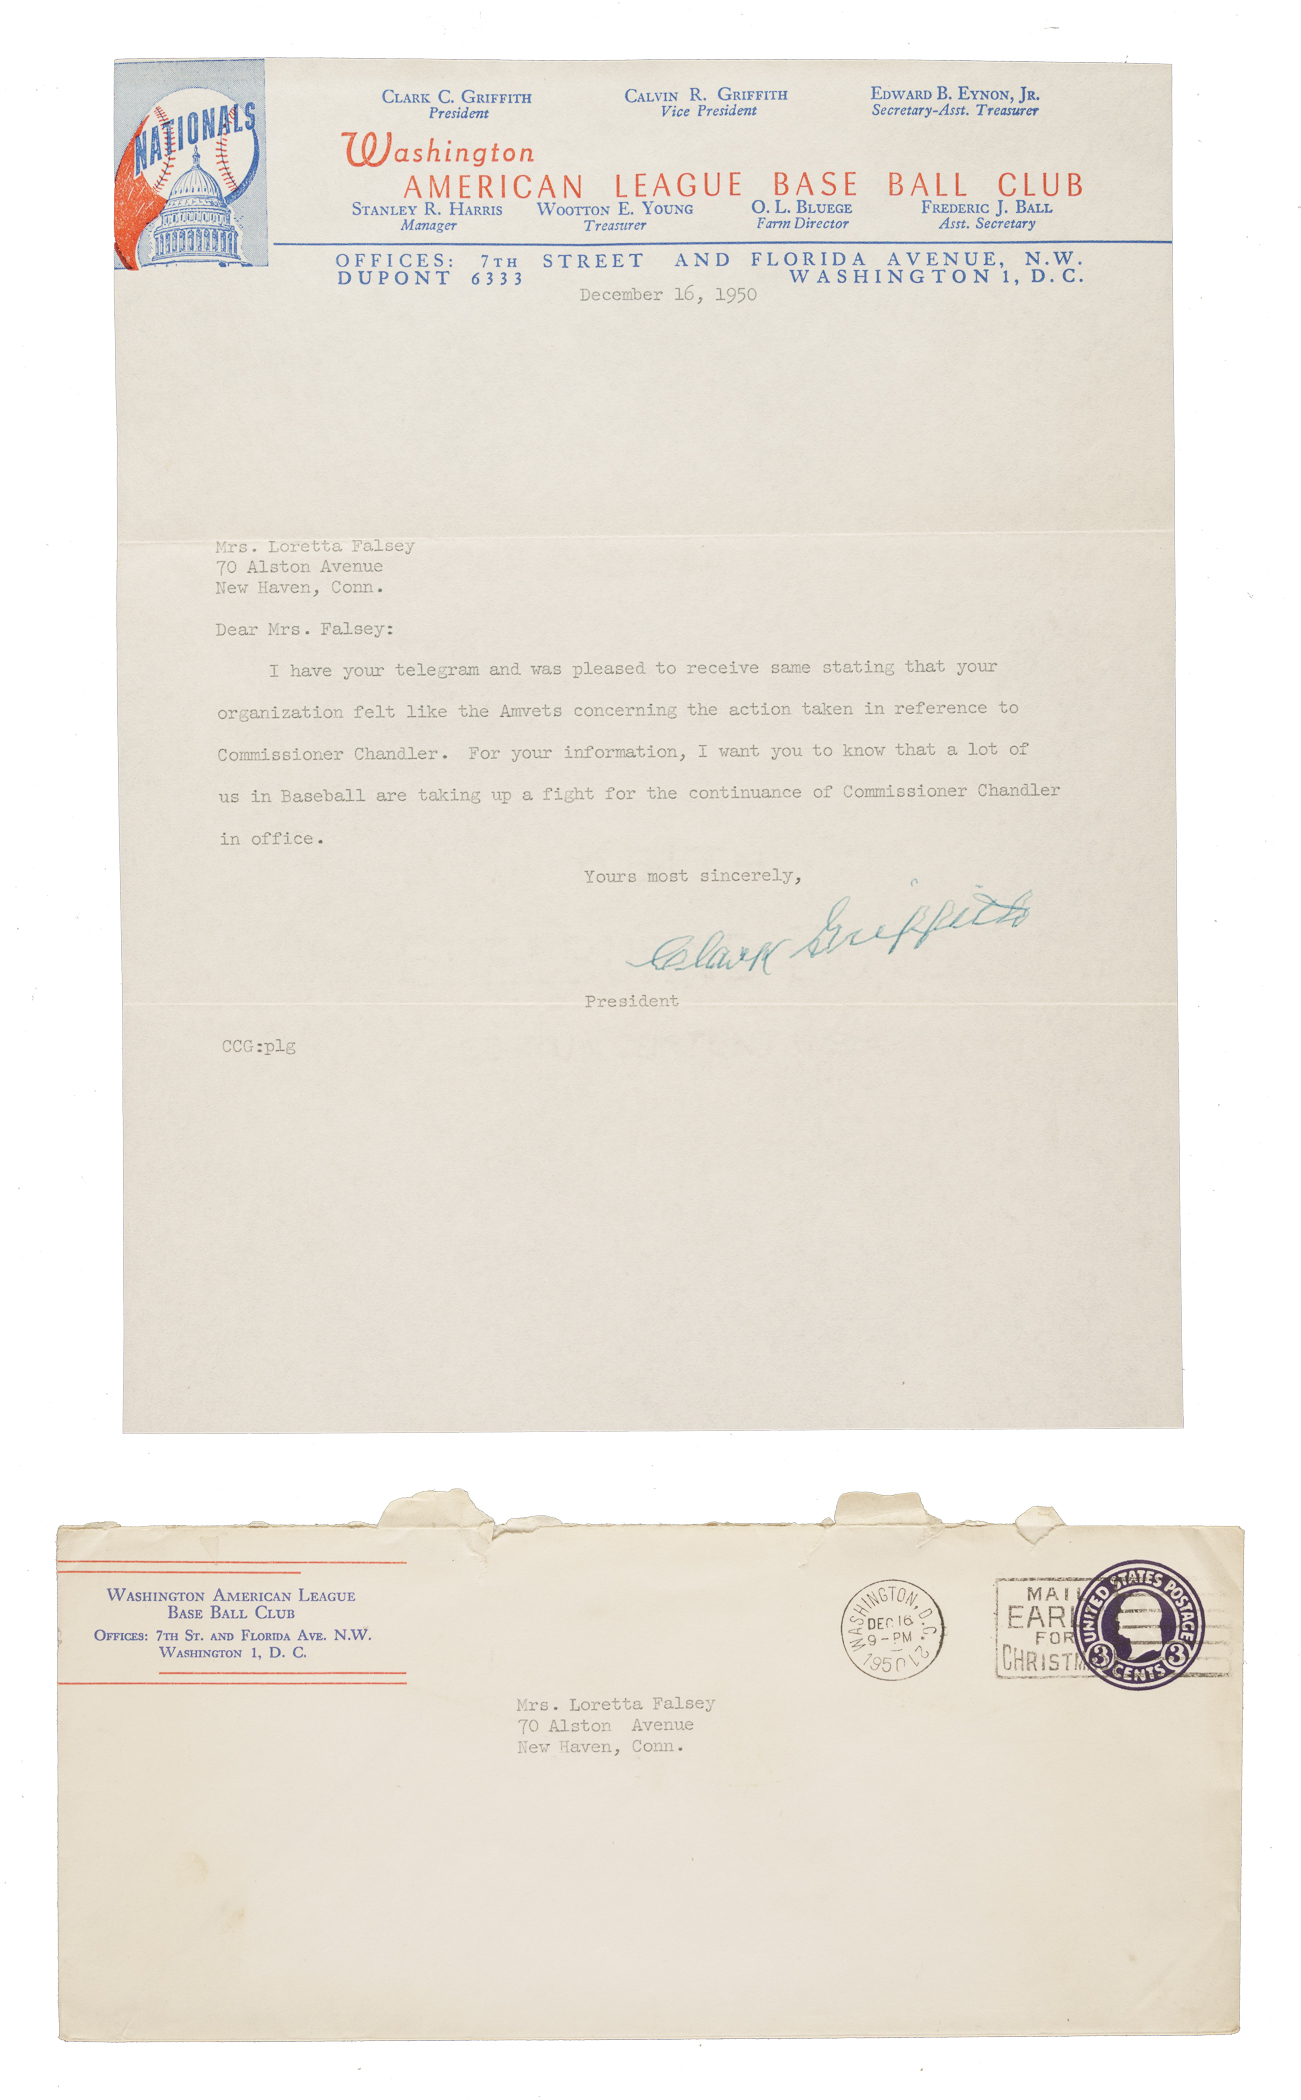 NATIONALS
CLARK C. GRIFFITH
President
CALVIN R. GRIFFITH
Vice President
EDWARD B. EYNON, JR.
Secretary-Asst. Treasurer
Washington
AMERICAN LEAGUE BASE BALL CLUB
STANLEY R. HARRIS
Manager
WOOTTON E. YOUNG
Treasurer
O. L. BLUEGE
Farm Director
FREDERIC J. BALL
Asst. Secretary
OFFICES: 7TH STREET AND FLORIDA AVENUE, N.W.
DUPONT 6333 WASHINGTON 1, D. C.
December 16, 1950
Mrs. Loretta Falsey
70 Alston Avenue
New Haven, Conn.
Dear Mrs. Falsey:
I have your telegram and was pleased to receive same stating that your
organization felt like the Amvets concerning the action taken in reference to
Commissioner Chandler. For your information, I want you to know that a lot of
us in Baseball are taking up a fight for the continuance of Commissioner Chandler
in office.
Yours most sincerely,
Clark Griffith
President
CCG:plg
WASHINGTON AMERICAN LEAGUE
BASE BALL CLUB
OFFICES: 7TH ST. AND FLORIDA AVE. N.W.
WASHINGTON 1, D. C.
WASHINGTON, D.C. 21
DEC 16
9-PM
1950
MAIL
EARLY
FOR
CHRISTM
UNITED STATES POSTAGE
3 CENTS 3
Mrs. Loretta Falsey
70 Alston Avenue
New Haven, Conn.